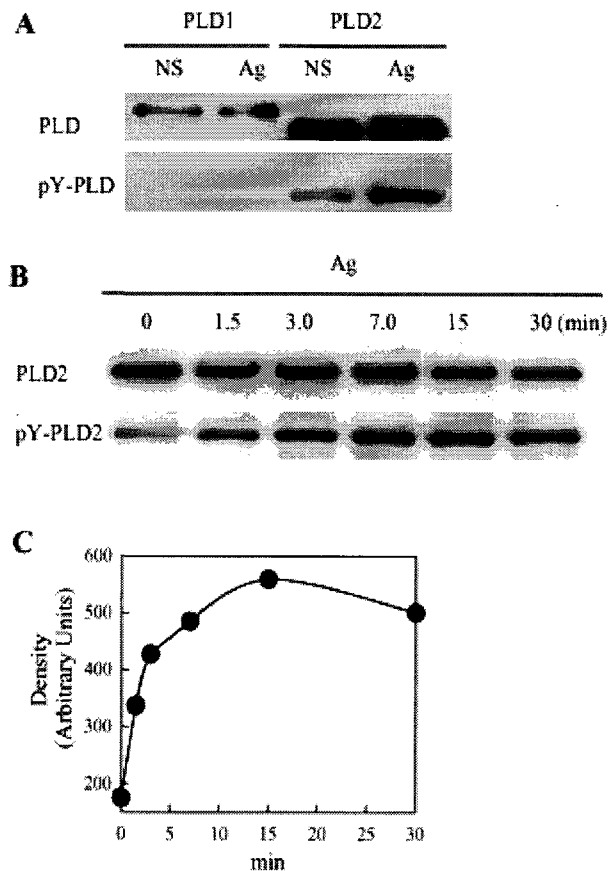 A
PLD1 PLD2
NS Ag NS Ag
PLD
pY-PLD
B
Ag
0 1.5 3.0 7.0 15 30 (min)
PLD2
pY-PLD2
C
Density
(Arbitrary Units)
600
500
400
300
200
0 5 10 15 20 25 30
min